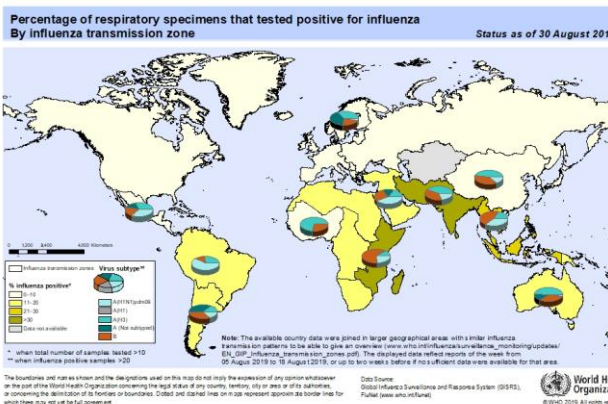 Percentage of respiratory specimens that tested positive for influenza
By influenza transmission zone
Status as of 30 August 201
Kilometers
Influenza transmission zones
% influenza positive*
0-10
11-20
21-30
>30
Data not available
Virus subtype**
A(H1N1)pdm09
A(H1)
A(H3)
A (Not subtyped)
B
* when total number of samples tested >10
** when influenza positive samples >20
Note: The available country data were joined in larger geographical areas with similar influenza
transmission patterns to be able to give an overview (www.who.int/influenza/surveillance_monitoring/updates/
EN_GIP_Influenza_transmission_zones.pdf). The displayed data reflect reports of the week from
05 August 2019 to 18 August 2019, or up to two weeks before if no sufficient data were available for that area.
The boundaries and names shown and the designations used on this map do not imply the expression of any opinion whatsoever
on the part of the World Health Organization concerning the legal status of any country, territory, city or area or of its authorities,
or concerning the delimitation of its frontiers or boundaries. Dotted and dashed lines on maps represent approximate border lines for
which there may not yet be full agreement.
Data Source:
Global Influenza Surveillance and Response System (GISRS),
FluNet (www.who.int/flunet)
World He
Organiza
©WHO 2019. All rights